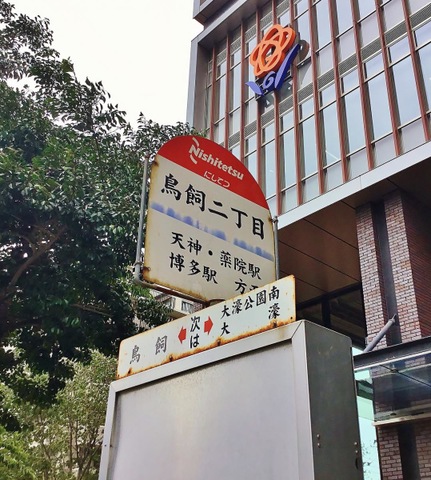 Nishitetsu
にしてつ
鳥飼二丁目
天神・薬院駅
博多駅 方
鳥飼
次は
大濠公園南
大濠